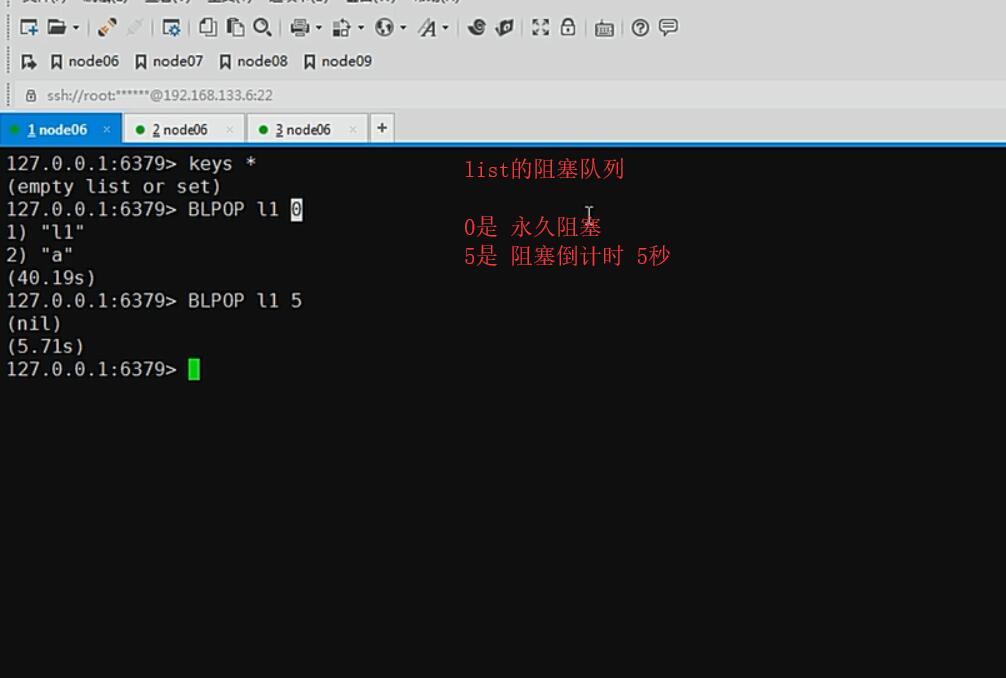 node06 node07 node08 node09
ssh://root:******@192.168.133.6:22
1 node06 × 2 node06 × 3 node06 × +
127.0.0.1:6379> keys *
(empty list or set)
127.0.0.1:6379> BLPOP l1 0
1) "l1"
2) "a"
(40.19s)
127.0.0.1:6379> BLPOP l1 5
(nil)
(5.71s)
127.0.0.1:6379>
list的阻塞队列
0是 永久阻塞
5是 阻塞倒计时 5秒